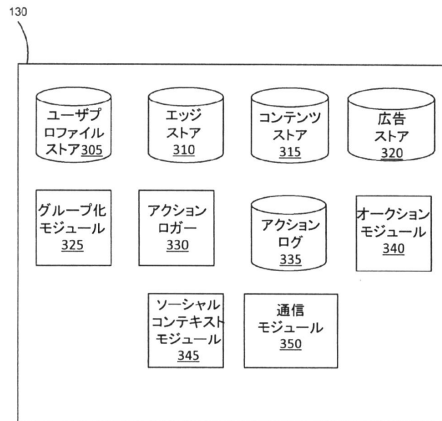 130
ユーザプ
ロファイル
ストア305
エッジ
ストア
310
コンテンツ
ストア
315
広告
ストア
320
グループ化
モジュール
325
アクション
ロガー
330
アクション
ログ
335
オークション
モジュール
340
ソーシャル
コンテキスト
モジュール
345
通信
モジュール
350